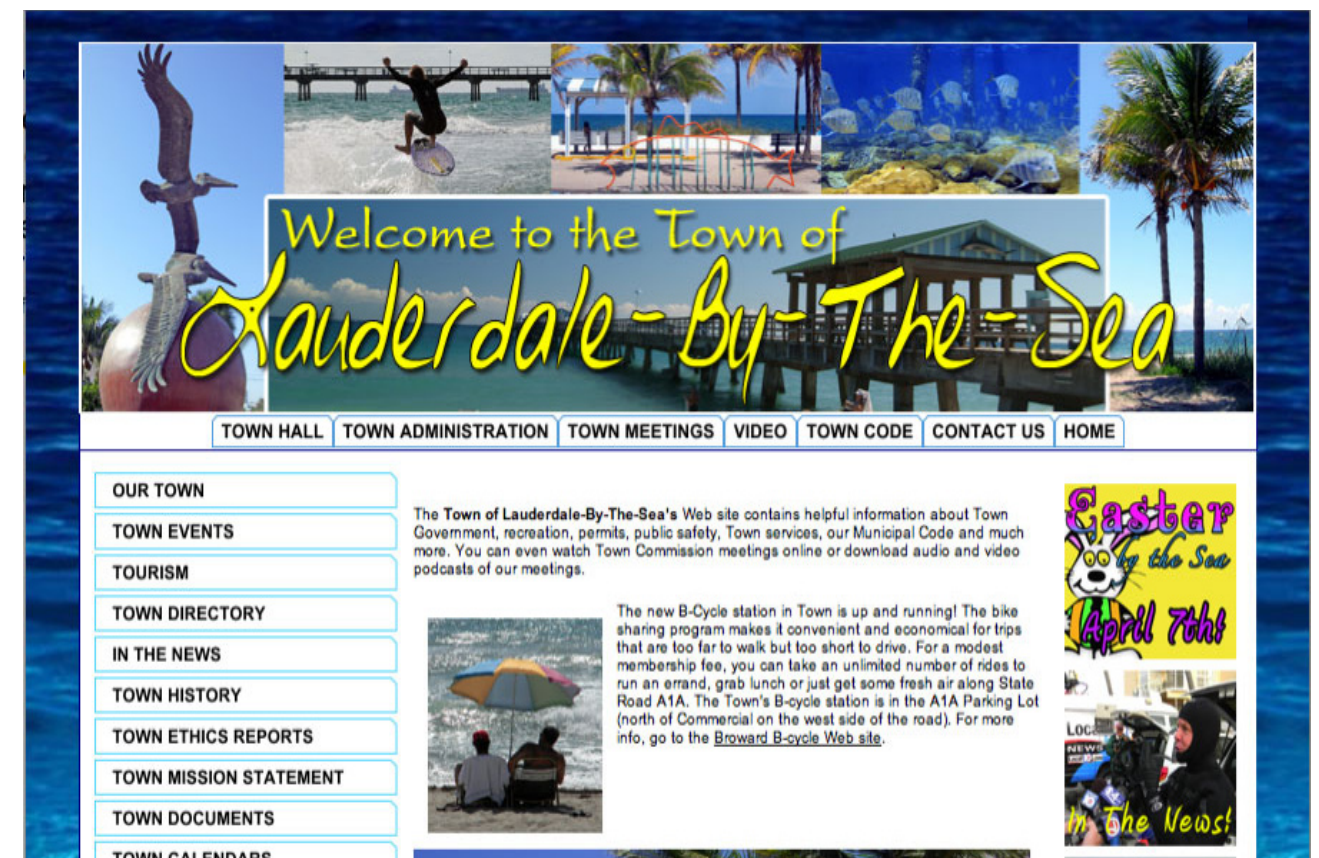 Welcome to the Town of
Lauderdale-By-The-Sea
TOWN HALL TOWN ADMINISTRATION TOWN MEETINGS VIDEO TOWN CODE CONTACT US HOME
OUR TOWN
TOWN EVENTS
TOURISM
TOWN DIRECTORY
IN THE NEWS
TOWN HISTORY
TOWN ETHICS REPORTS
TOWN MISSION STATEMENT
TOWN DOCUMENTS
TOWN CALENDARS
The Town of Lauderdale-By-The-Sea's Web site contains helpful information about Town
Government, recreation, permits, public safety, Town services, our Municipal Code and much
more. You can even watch Town Commission meetings online or download audio and video
podcasts of our meetings.
The new B-Cycle station in Town is up and running! The bike
sharing program makes it convenient and economical for trips
that are too far to walk but too short to drive. For a modest
membership fee, you can take an unlimited number of rides to
run an errand, grab lunch or just get some fresh air along State
Road A1A. The Town's B-cycle station is in the A1A Parking Lot
(north of Commercial on the west side of the road). For more
info, go to the Broward B-cycle Web site.
Easter
by the Sea
April 7th!
Loca
NEWS
In The News!